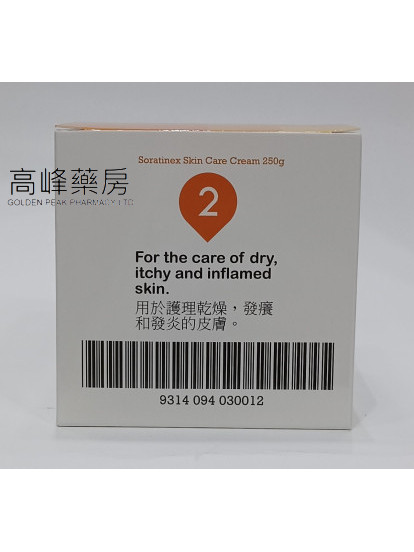 Soratinex Skin Care Cream 250g
高峰藥房
GOLDEN PEAK PHARMACY LTD
2
For the care of dry,
itchy and inflamed
skin.
用於護理乾燥，發癢
和發炎的皮膚。
9314 094 030012